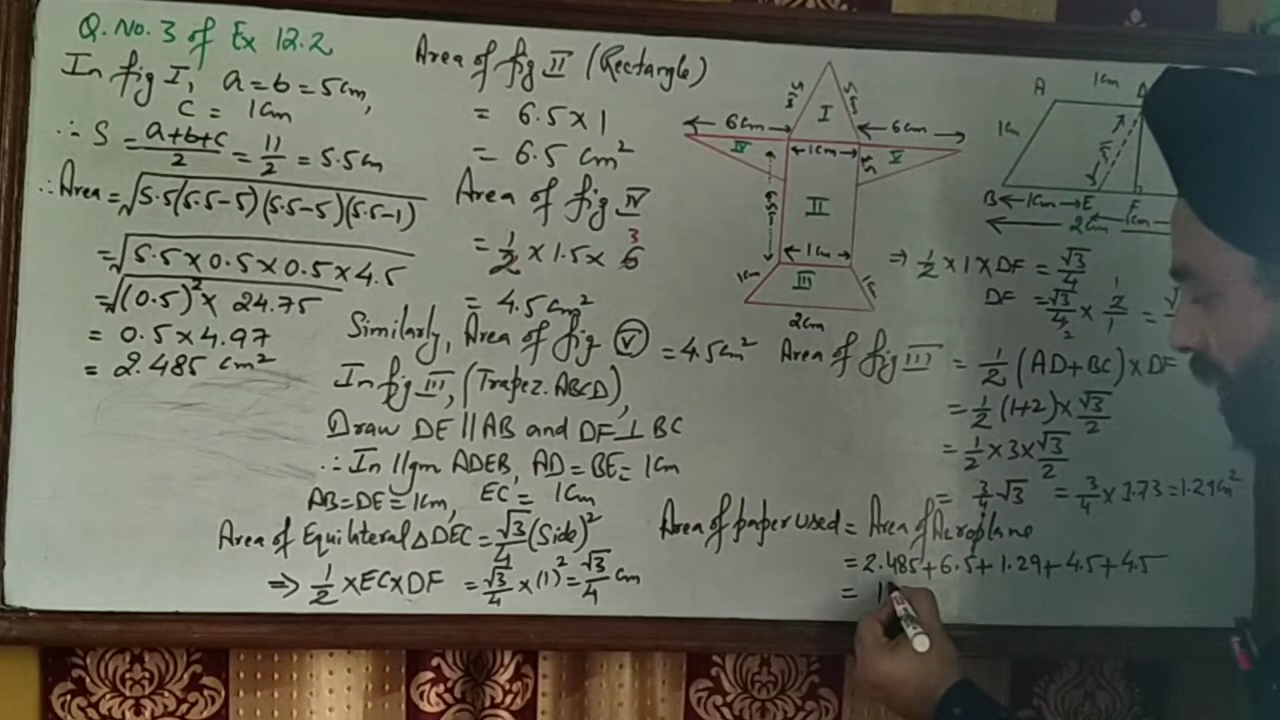 Q. No. 3 of Ex 12.2
In fig I, a = b = 5cm,
c = 1cm
∴ S = a+b+c/2 = 11/2 = 5.5cm
∴ Area = √5.5(5.5-5)(5.5-5)(5.5-1)
= √5.5×0.5×0.5×4.5
= √(0.5)²× 24.75
= 0.5×4.97
= 2.485 cm²
Area of fig II (Rectangle)
= 6.5×1
= 6.5 cm²
Area of fig IV
= 1/2 × 1.5 × 6 3
= 4.5cm²
Similarly, Area of fig V = 4.5cm²
In fig III, (Trapez. ABCD),
Draw DE || AB and DF ⊥ BC
∴ In ||gm ADEB, AD = BE = 1cm
AB = DE = 1cm, EC = 1cm
Area of Equilateral △DEC = √3/4 (Side)²
⇒ 1/2 × EC × DF = √3/4 × (1)² = √3/4 cm
I
6cm
6cm
IV
1cm
V
II
6.5cm
1cm
1cm
III
2cm
A
1cm
1cm
B
1cm
E
F
1cm
2cm
⇒ 1/2 × 1 × DF = √3/4
DF = √3/4 2 × 2 1/1 =
Area of fig III = 1/2 (AD+BC) × DF
= 1/2 (1+2) × √3/2
= 1/2 × 3 × √3/2
= 3/4 √3 = 3/4 × 1.73 = 1.29cm²
Area of paper used = Area of Aeroplane
= 2.485+6.5+1.29+4.5+4.5
= 1